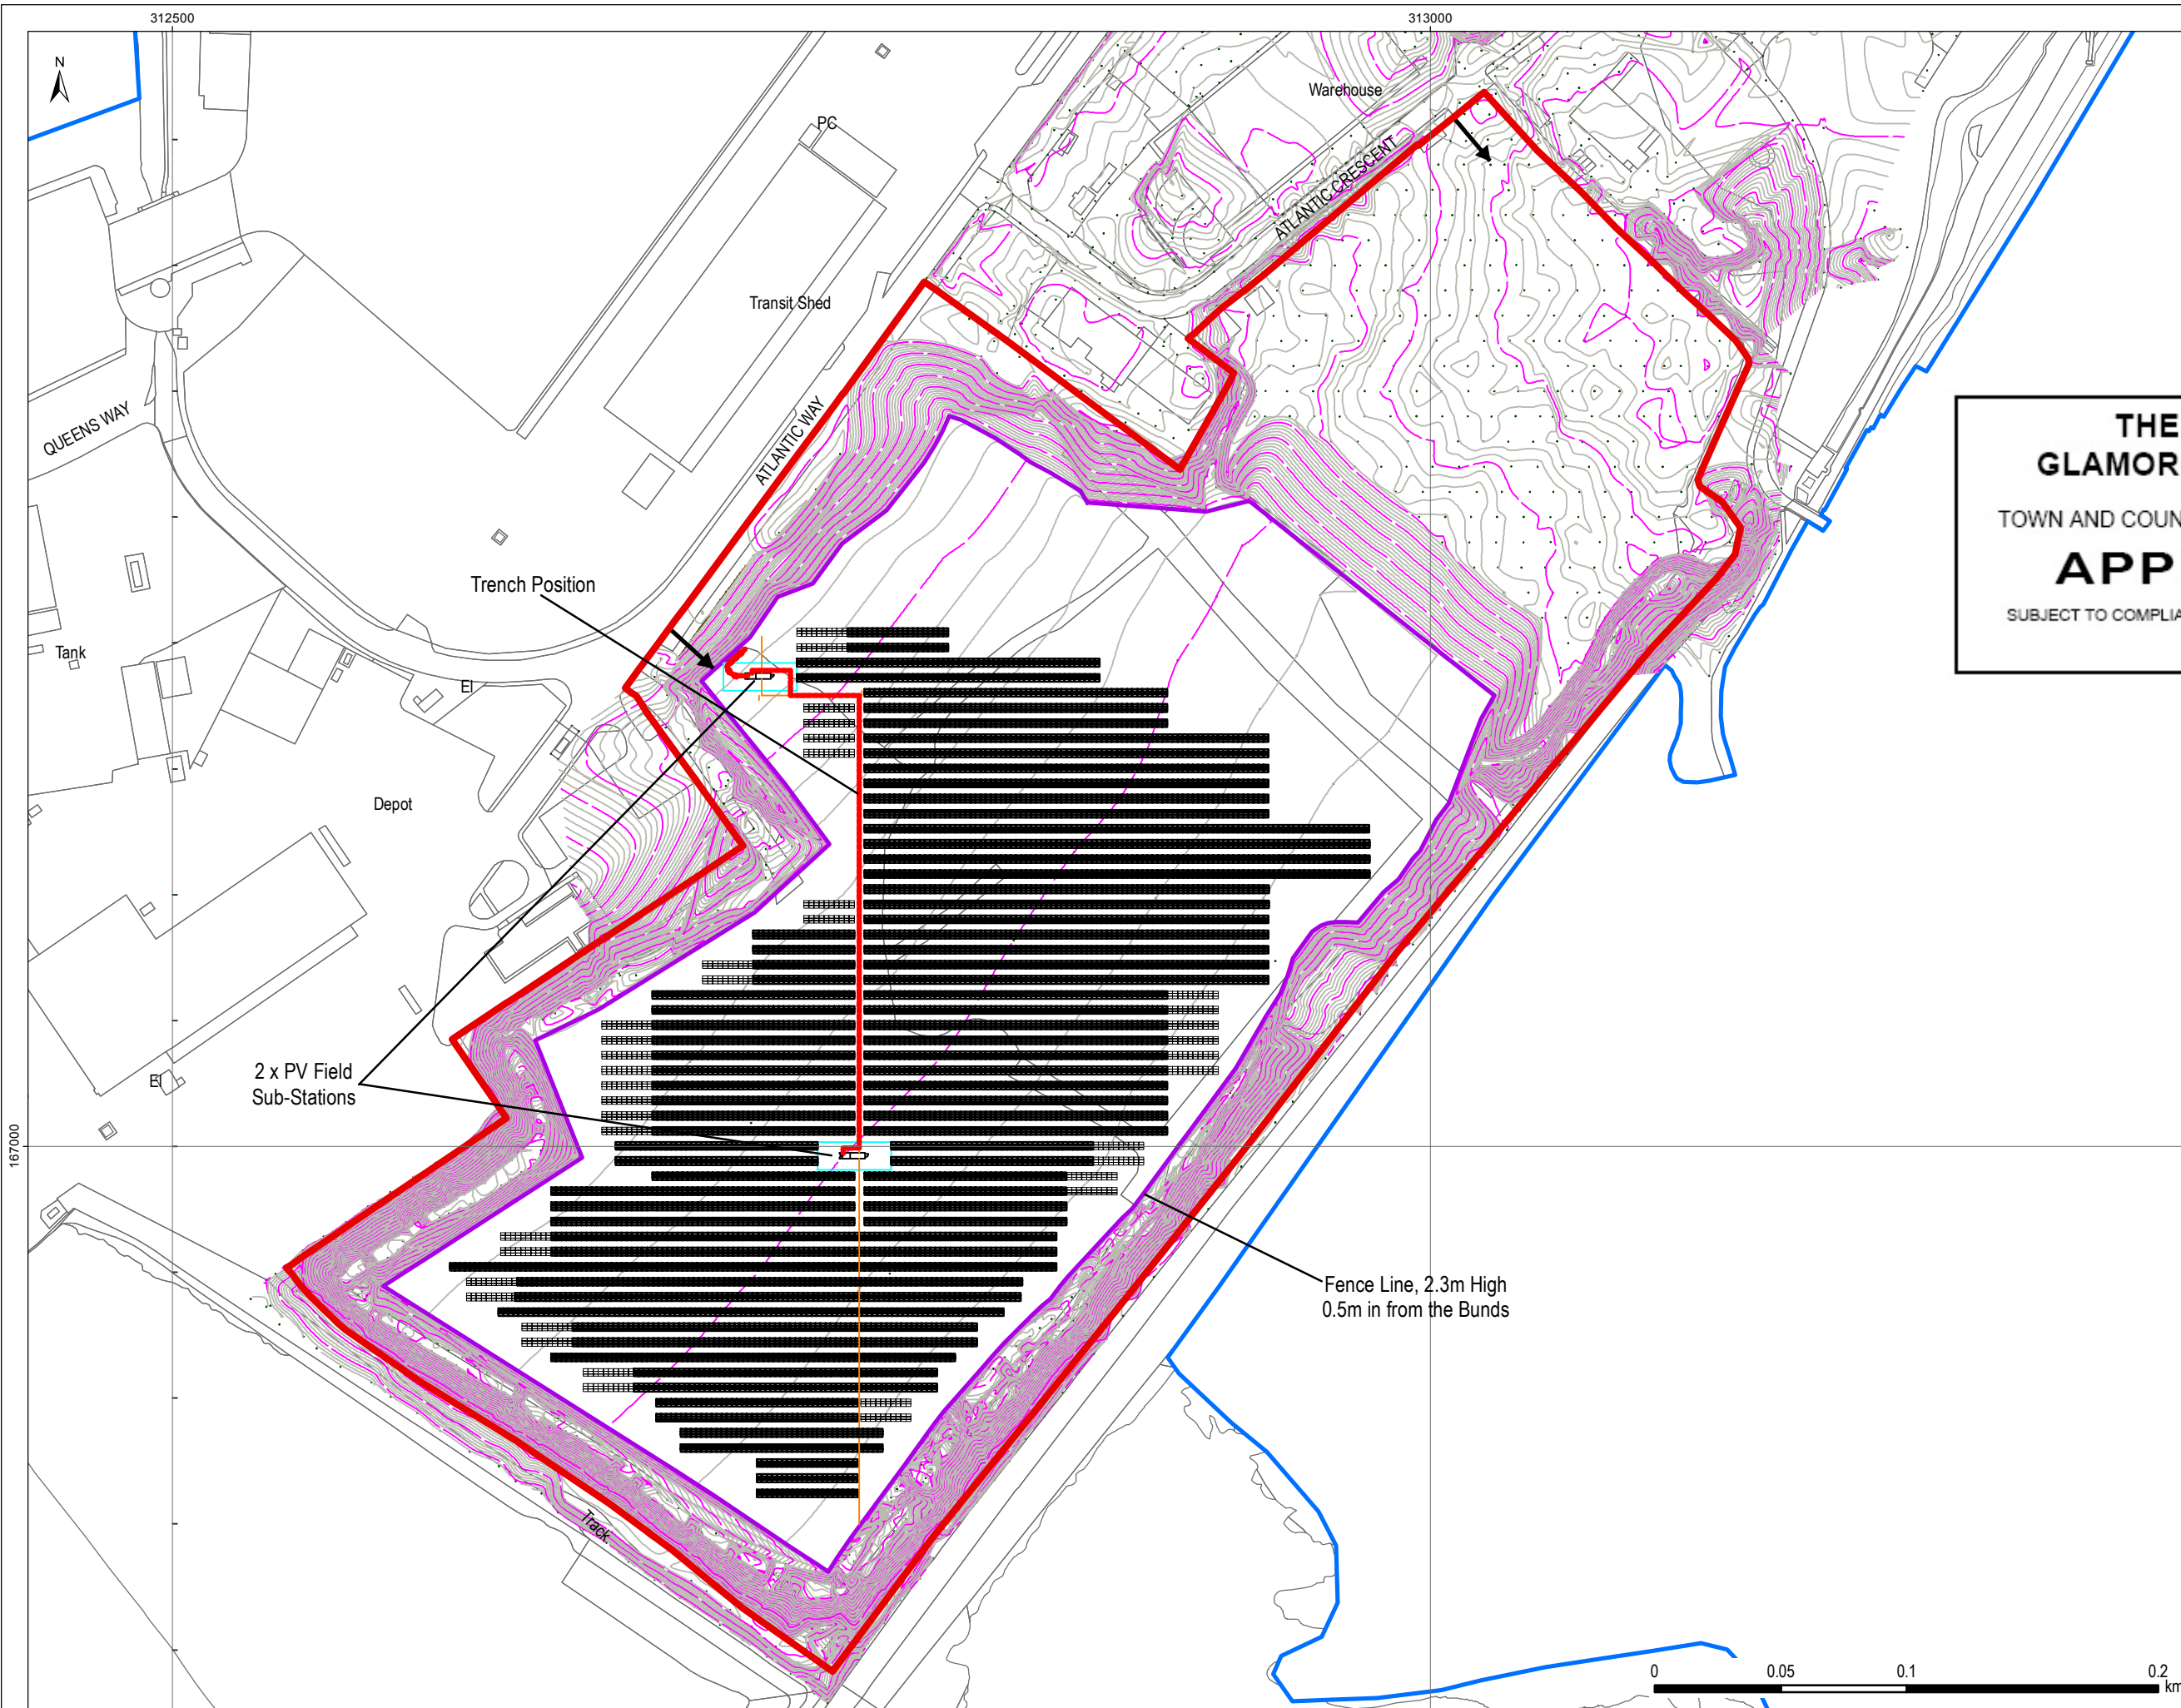 312500
313000
N
Warehouse
PC
ATLANTIC CRESCENT
Transit Shed
ATLANTIC WAY
QUEENS WAY
THE
GLAMOR
TOWN AND COUN
APP
SUBJECT TO COMPLIA
Trench Position
Tank
El
Depot
2 x PV Field
Sub-Stations
El
167000
Fence Line, 2.3m High
0.5m in from the Bunds
Track
0
0.05
0.1
0.2
km